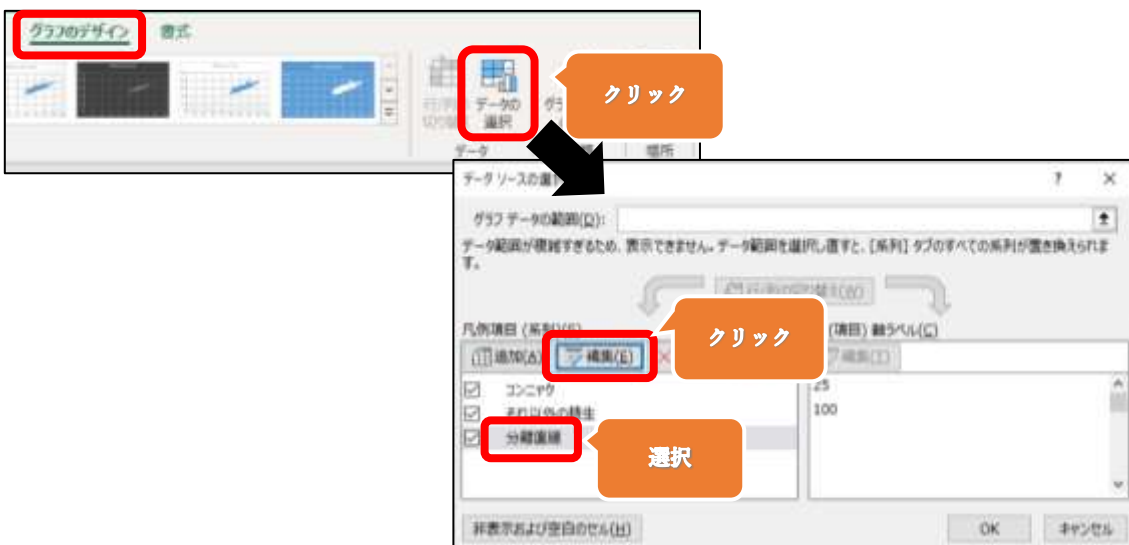 グラフのデザイン 書式
データの
選択
クリック
データ 場所
データ ソースの選
? ×
グラフ データの範囲(D):
データ範囲が複雑すぎるため、表示できません。データ範囲を選択し直すと、[系列] タブのすべての系列が置き換えられま
す。
凡例項目 (系列)(S)
(項目) 軸ラベル(C)
クリック
追加(A) 編集(E) ×
編集(T)
コンニャク
25
それ以外の
100
分離直線
選択
非表示および空白のセル(H)
OK キャンセル